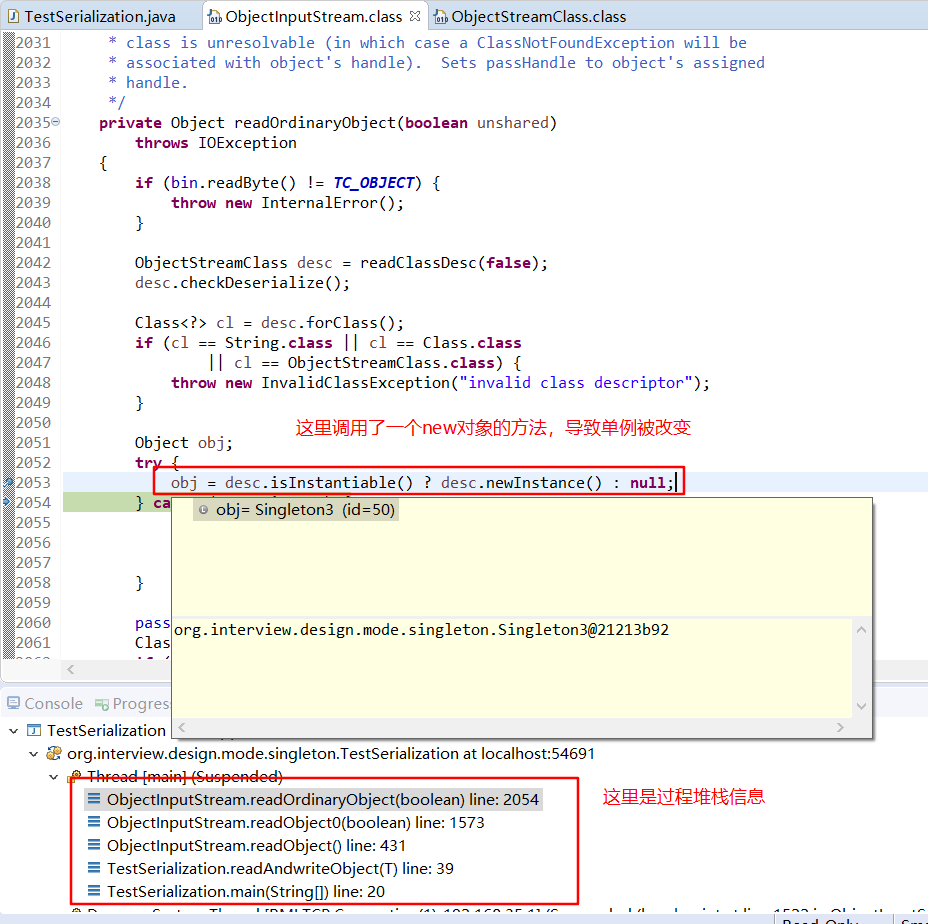 TestSerialization.java ObjectInputStream.class ObjectStreamClass.class
2031 * class is unresolvable (in which case a ClassNotFoundException will be
2032 * associated with object's handle).  Sets passHandle to object's assigned
2033 * handle.
2034 */
2035 private Object readOrdinaryObject(boolean unshared)
2036 throws IOException
2037 {
2038 if (bin.readByte() != TC_OBJECT) {
2039 throw new InternalError();
2040 }
2041
2042 ObjectStreamClass desc = readClassDesc(false);
2043 desc.checkDeserialize();
2044
2045 Class<?> cl = desc.forClass();
2046 if (cl == String.class || cl == Class.class
2047 || cl == ObjectStreamClass.class) {
2048 throw new InvalidClassException("invalid class descriptor");
2049 }
2050
这里调用了一个new对象的方法，导致单例被改变
2051 Object obj;
2052 try {
2053 obj = desc.isInstantiable() ? desc.newInstance() : null;
2054 } ca
obj= Singleton3 (id=50)
2055
2056
2057
2058 }
2059
2060 pass
org.interview.design.mode.singleton.Singleton3@21213b92
2061 Clas
Console Progress
TestSerialization
org.interview.design.mode.singleton.TestSerialization at localhost:54691
Thread [main] (Suspended)
ObjectInputStream.readOrdinaryObject(boolean) line: 2054
这里是过程堆栈信息
ObjectInputStream.readObject0(boolean) line: 1573
ObjectInputStream.readObject() line: 431
TestSerialization.readAndwriteObject(T) line: 39
TestSerialization.main(String[]) line: 20